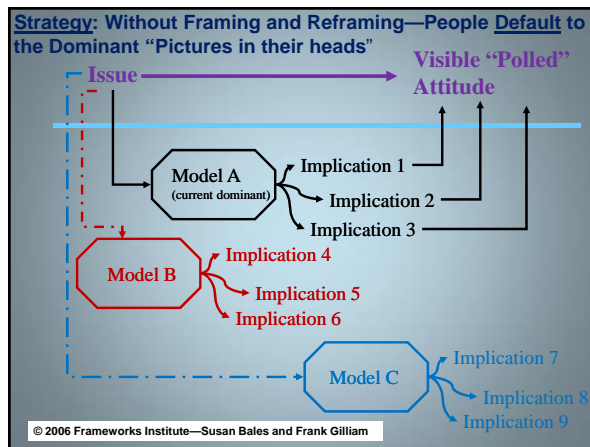 Strategy: Without Framing and Reframing—People Default to
the Dominant “Pictures in their heads”
Issue
Visible “Polled”
Attitude
Model A
(current dominant)
Implication 1
Implication 2
Implication 3
Model B
Implication 4
Implication 5
Implication 6
Model C
Implication 7
Implication 8
Implication 9
© 2006 Frameworks Institute—Susan Bales and Frank Gilliam